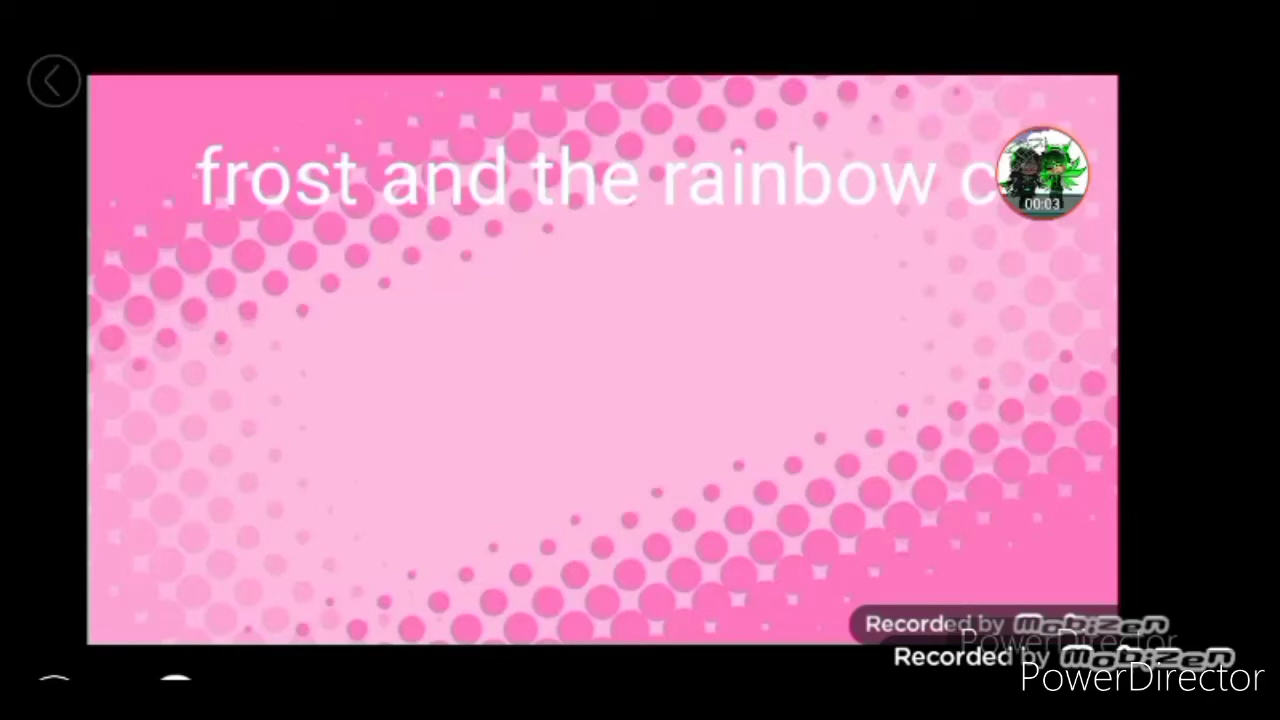 frost and the rainbow c
00:03
Recorded by Mobizen
PowerDirector
Recorded by Mobizen
PowerDirector